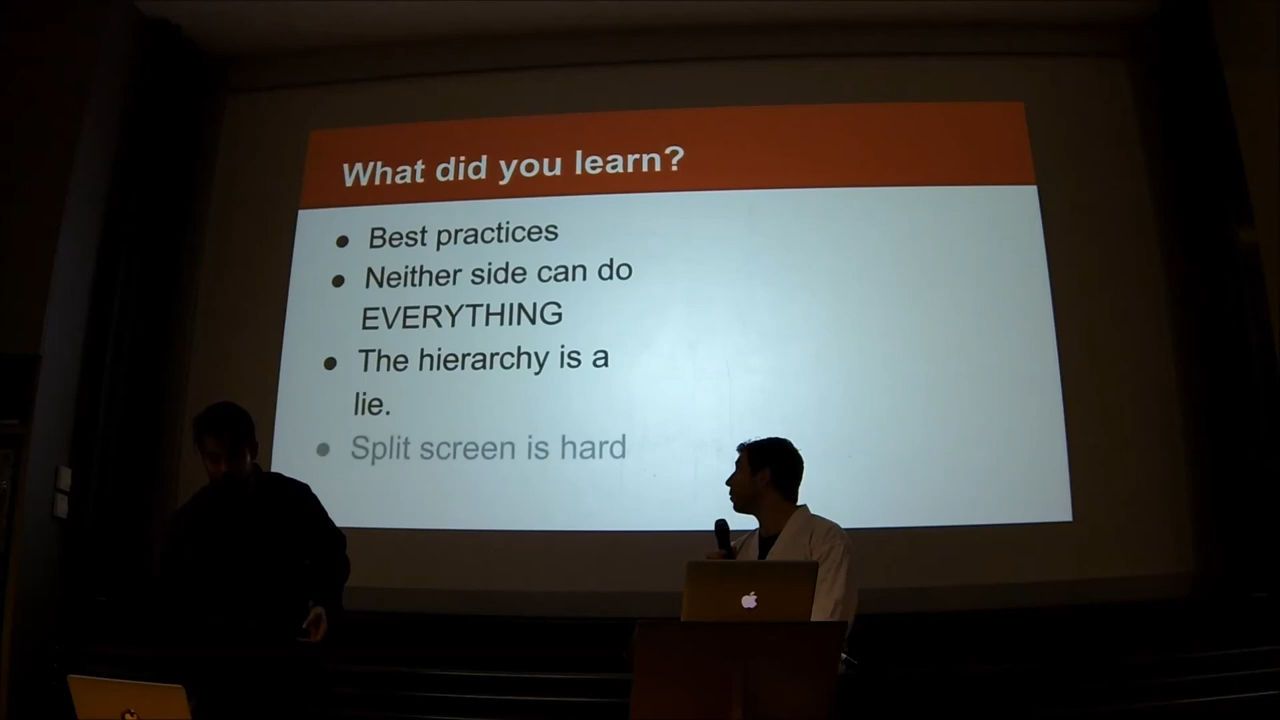 What did you learn?
• Best practices
• Neither side can do
EVERYTHING
• The hierarchy is a
lie.
• Split screen is hard